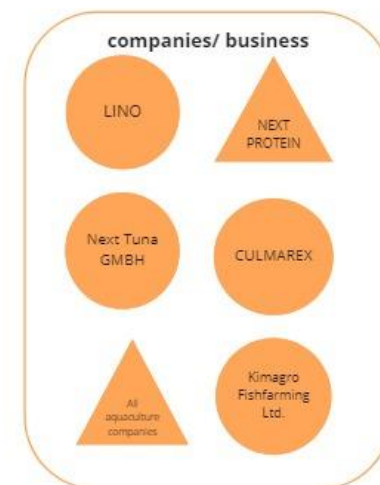 companies/ business
LINO
NEXT
PROTEIN
Next Tuna
GMBH
CULMAREX
All
aquaculture
companies
Kimagro
Fishfarming
Ltd.